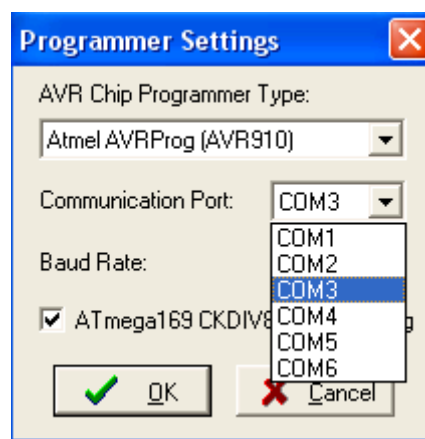 Programmer Settings
AVR Chip Programmer Type:
Atmel AVRProg (AVR910)
Communication Port: COM3
COM1
COM2
COM3
COM4
COM5
COM6
Baud Rate:
ATmega169
OK
Cancel